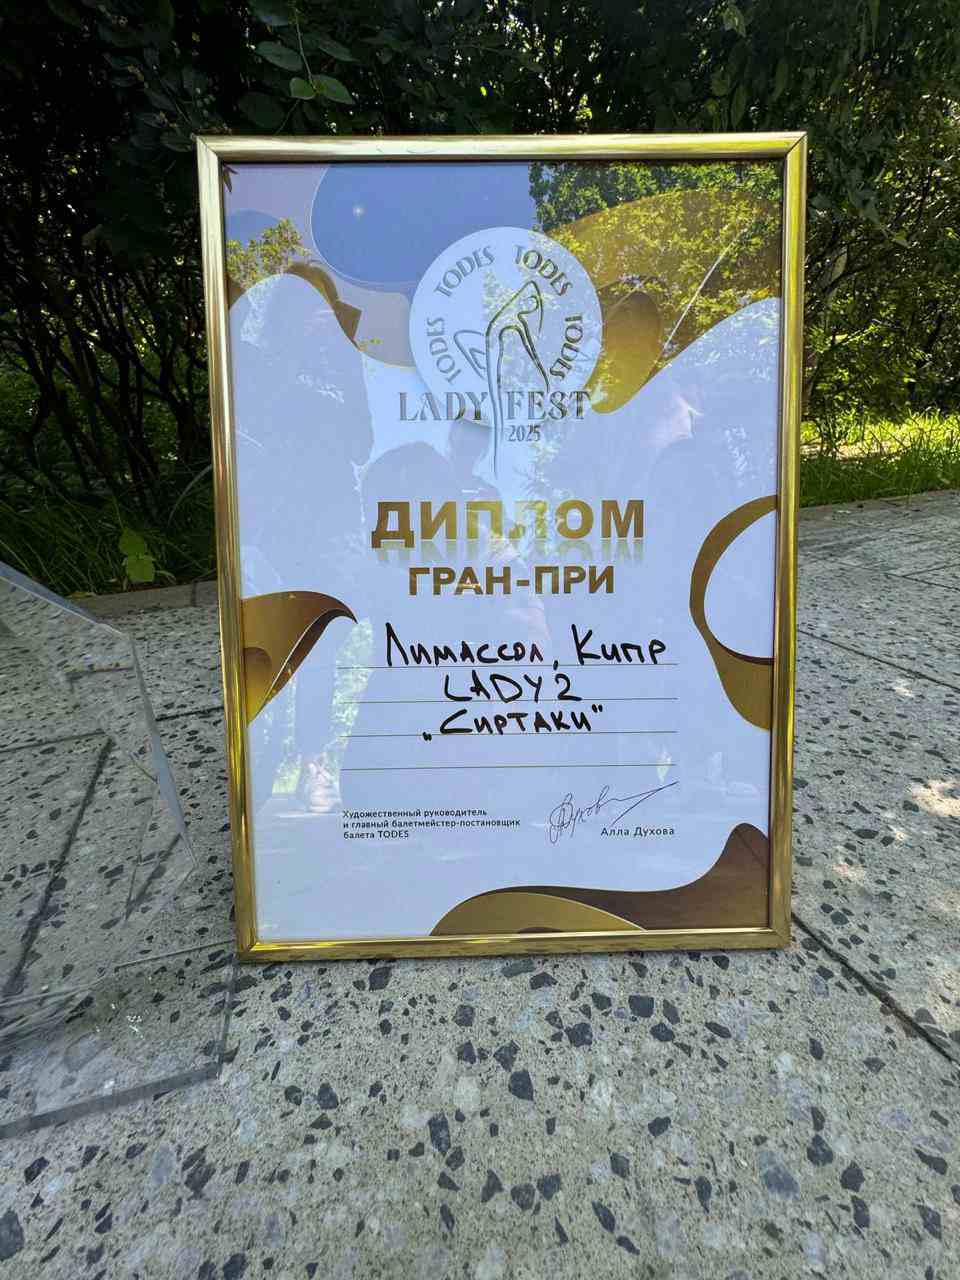 TODES TODES TODES TODES
LADY FEST
2025
ДИПЛОМ
ГРАН-ПРИ
Лимассол, Кипр
LADY 2
„Сиртаки"
Художественный руководитель
и главный балетмейстер-постановщик
балета TODES
Алла Духова